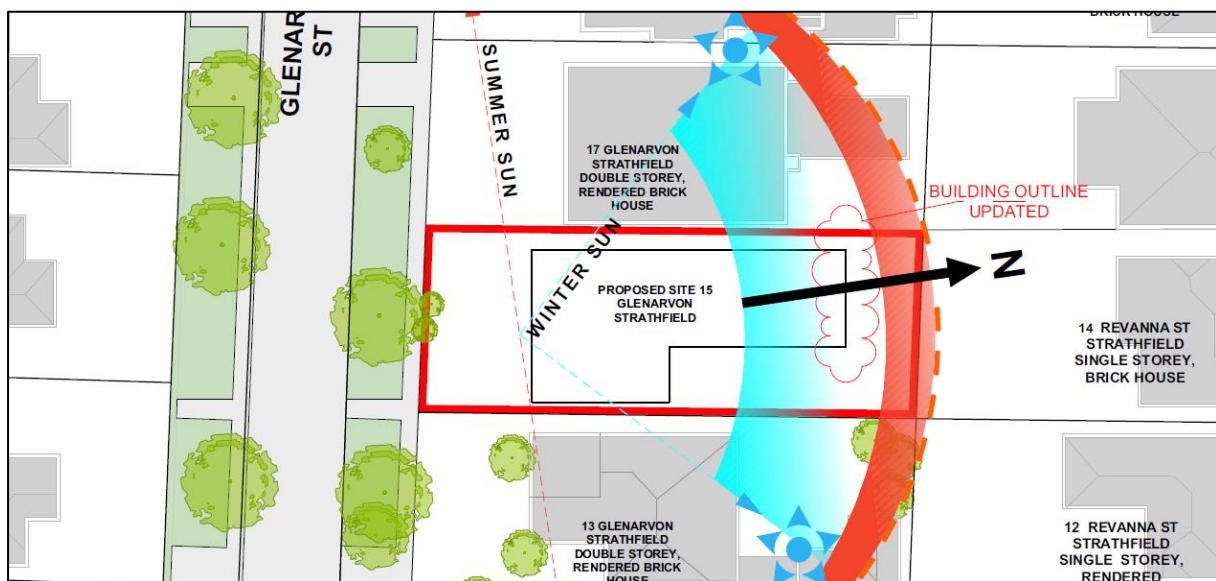 BRICK HOUSE
GLENAR
ST
SUMMER SUN
17 GLENARVON
STRATHFIELD
DOUBLE STOREY,
RENDERED BRICK
HOUSE
BUILDING OUTLINE
UPDATED
WINTER SUN
PROPOSED SITE 15
GLENARVON
STRATHFIELD
N
14 REVANNA ST
STRATHFIELD
SINGLE STOREY,
BRICK HOUSE
13 GLENARVON
STRATHFIELD
DOUBLE STOREY,
RENDERED BRICK
HOUSE
12 REVANNA ST
STRATHFIELD
SINGLE STOREY,
RENDERED